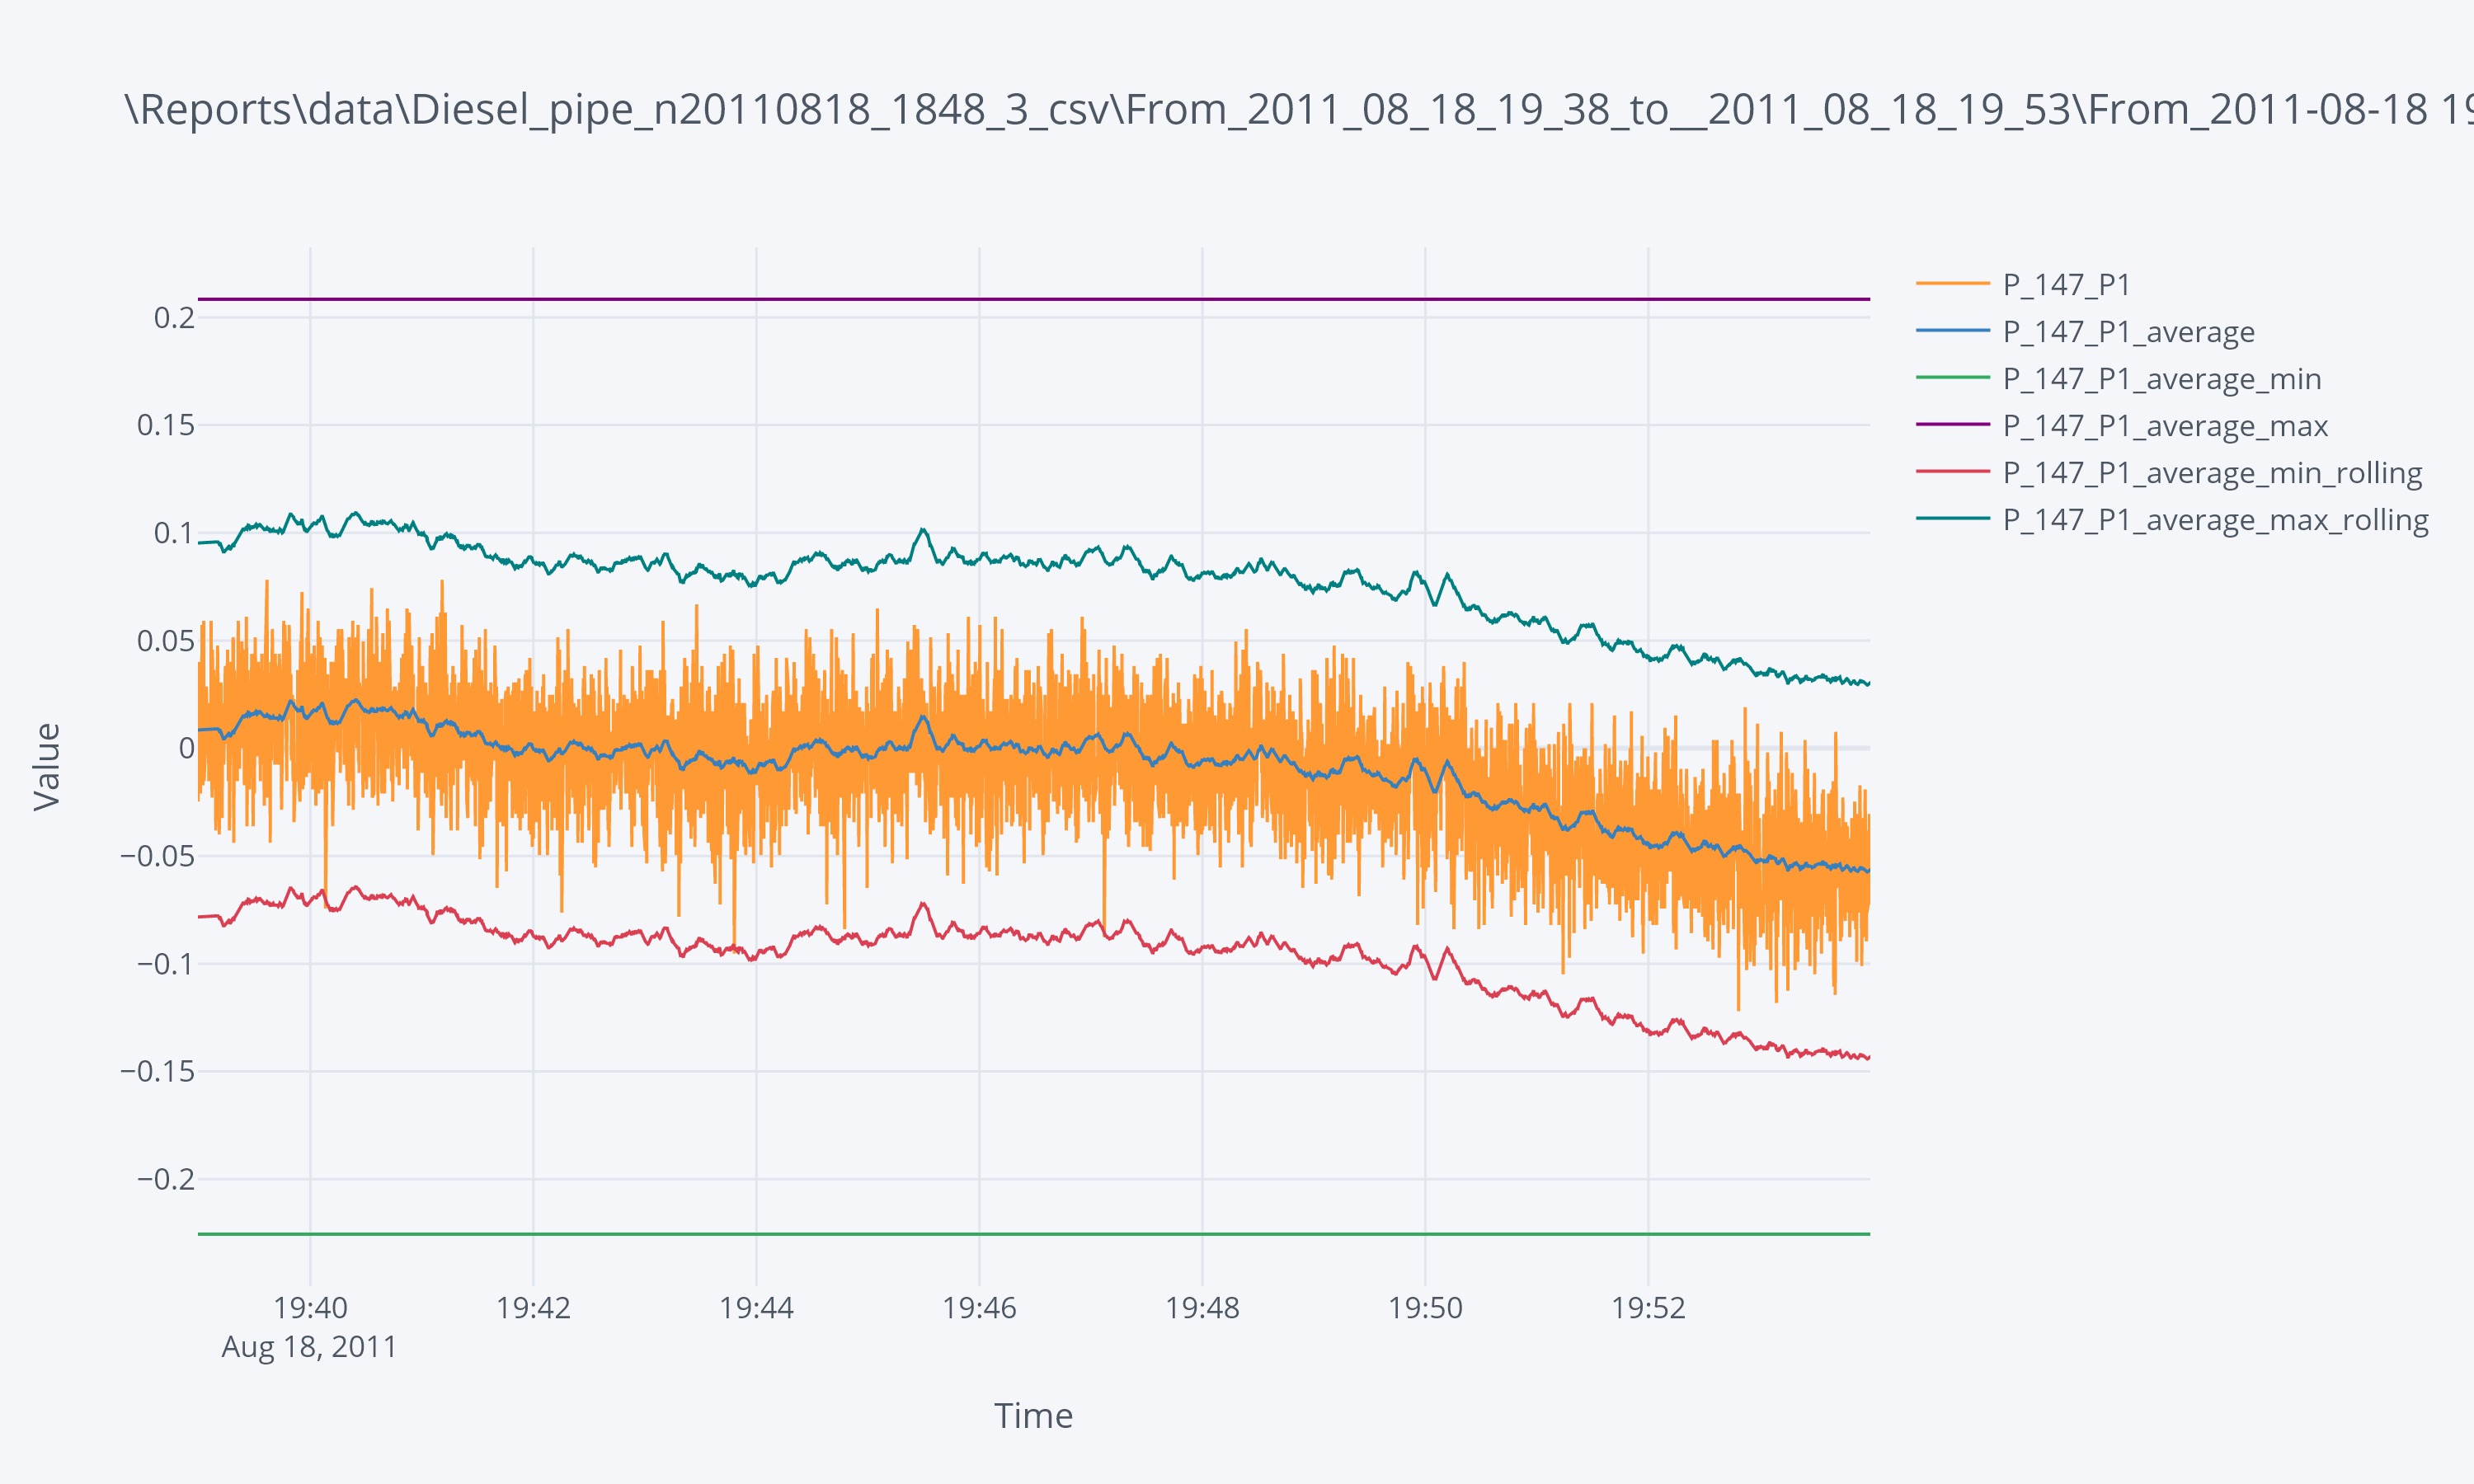 \Reports\data\Diesel_pipe_n20110818_1848_3_csv\From_2011_08_18_19_38_to__2011_08_18_19_53\From_2011-08-18 19
P_147_P1
P_147_P1_average
P_147_P1_average_min
P_147_P1_average_max
P_147_P1_average_min_rolling
P_147_P1_average_max_rolling
0.2
0.15
0.1
0.05
0
−0.05
−0.1
−0.15
−0.2
Value
19:40 19:42 19:44 19:46 19:48 19:50 19:52
Aug 18, 2011
Time